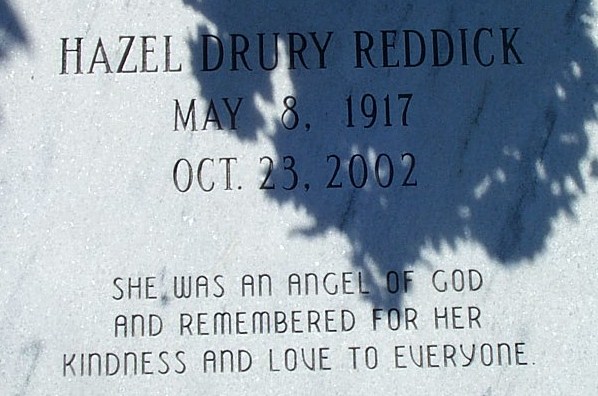 HAZEL DRURY REDDICK
MAY 8, 1917
OCT. 23, 2002
SHE WAS AN ANGEL OF GOD
AND REMEMBERED FOR HER
KINDNESS AND LOVE TO EVERYONE.